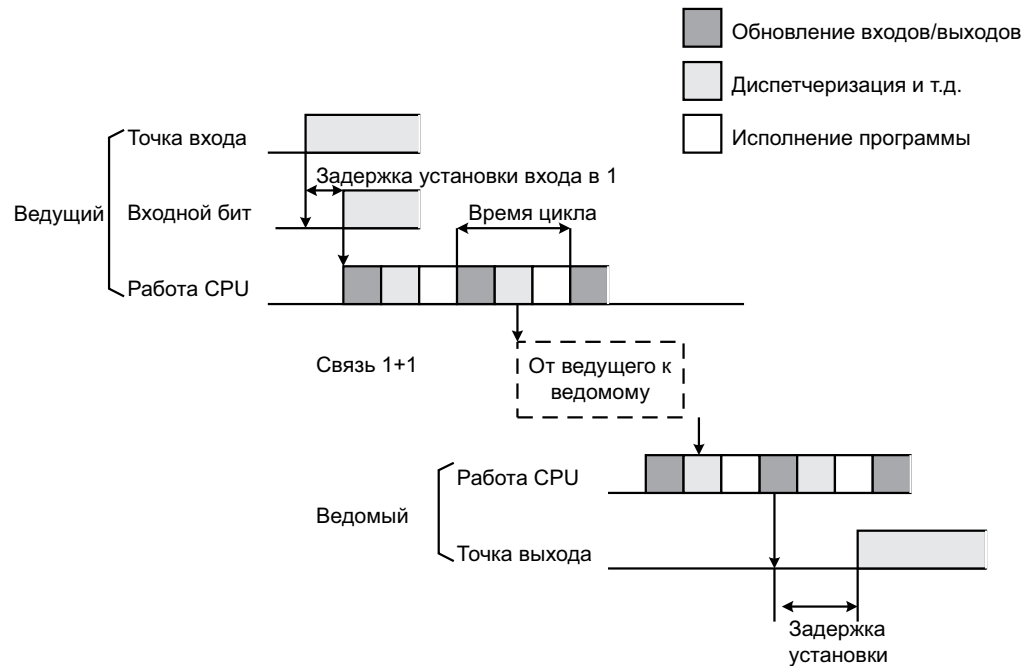 Обновление входов/выходов
Диспетчеризация и т.д.
Исполнение программы
Точка входа
Задержка установки входа в 1
Ведущий
Входной бит
Время цикла
Работа CPU
Связь 1+1
От ведущего к
ведомому
Работа CPU
Ведомый
Точка выхода
Задержка
установки